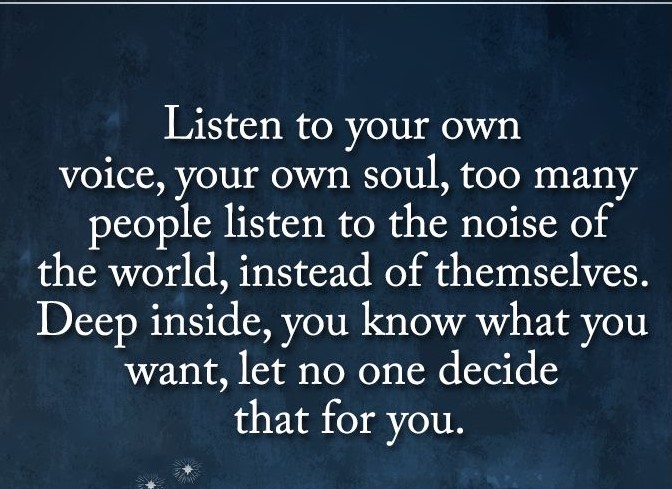 Listen to your own
voice, your own soul, too many
people listen to the noise of
the world, instead of themselves.
Deep inside, you know what you
want, let no one decide
that for you.